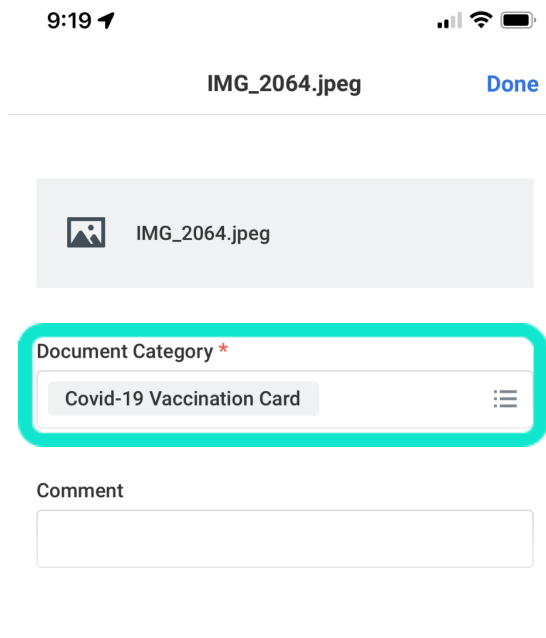 9:19
IMG_2064.jpeg
Done
IMG_2064.jpeg
Document Category *
Covid-19 Vaccination Card
Comment